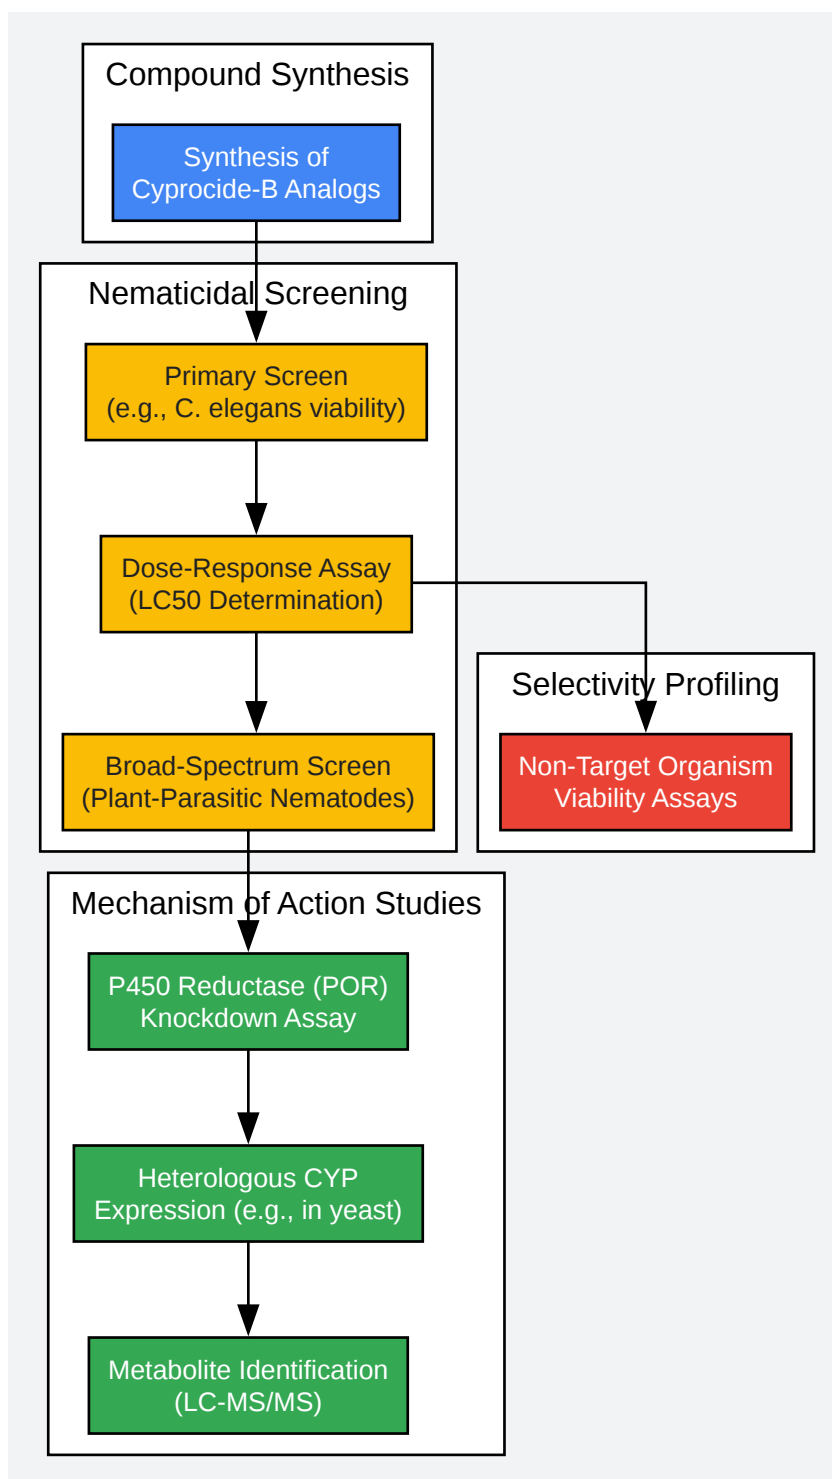 Compound Synthesis
Synthesis of
Cyprocide-B Analogs
Nematicidal Screening
Primary Screen
(e.g., C. elegans viability)
Dose-Response Assay
(LC50 Determination)
Broad-Spectrum Screen
(Plant-Parasitic Nematodes)
Selectivity Profiling
Non-Target Organism
Viability Assays
Mechanism of Action Studies
P450 Reductase (POR)
Knockdown Assay
Heterologous CYP
Expression (e.g., in yeast)
Metabolite Identification
(LC-MS/MS)